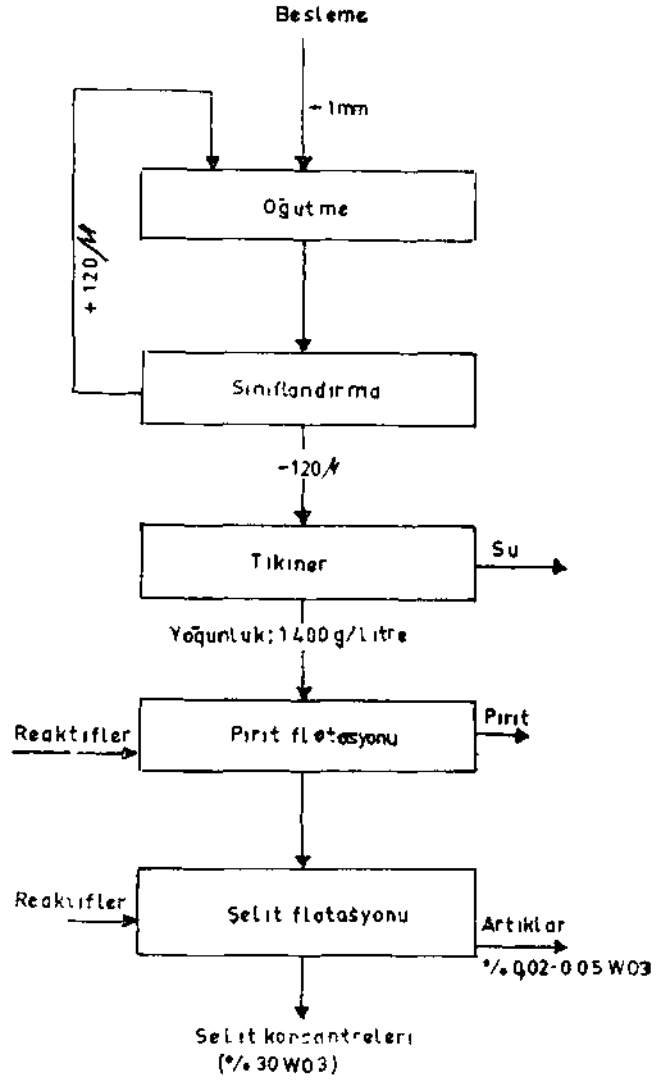 Besleme
-1mm
Öğütme
+120µ
Sınıflandırma
-120µ
Tikiner
Su
Yoğunluk: 1400 g/litre
Reaktifler
Pirit flotasyonu
Pirit
Reaktifler
Şelit flotasyonu
Artıklar
% 0,02-0.05 WO3
Şelit konsantreleri
(% 30 WO3)